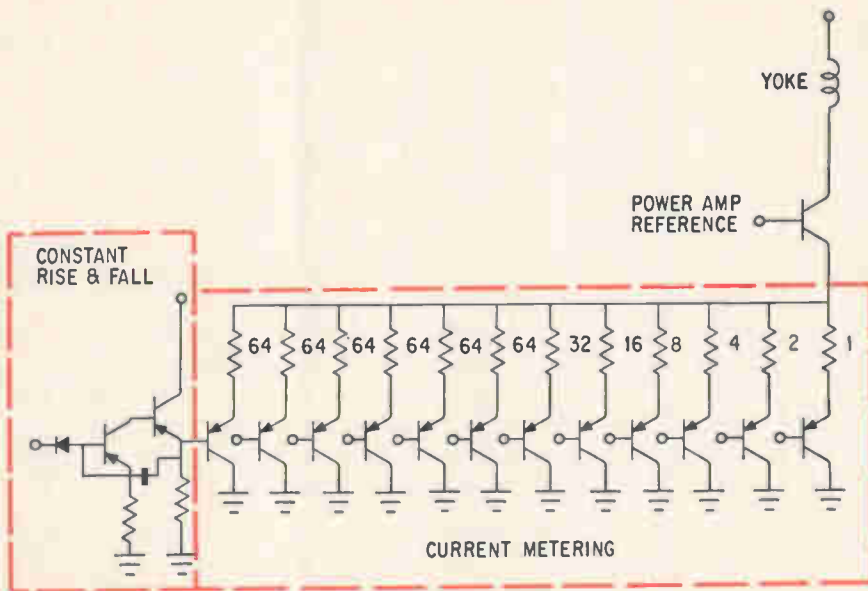 YOKE
POWER AMP
REFERENCE
CONSTANT
RISE & FALL
64 64 64 64 64 64 32 16 8 4 2 1
CURRENT METERING